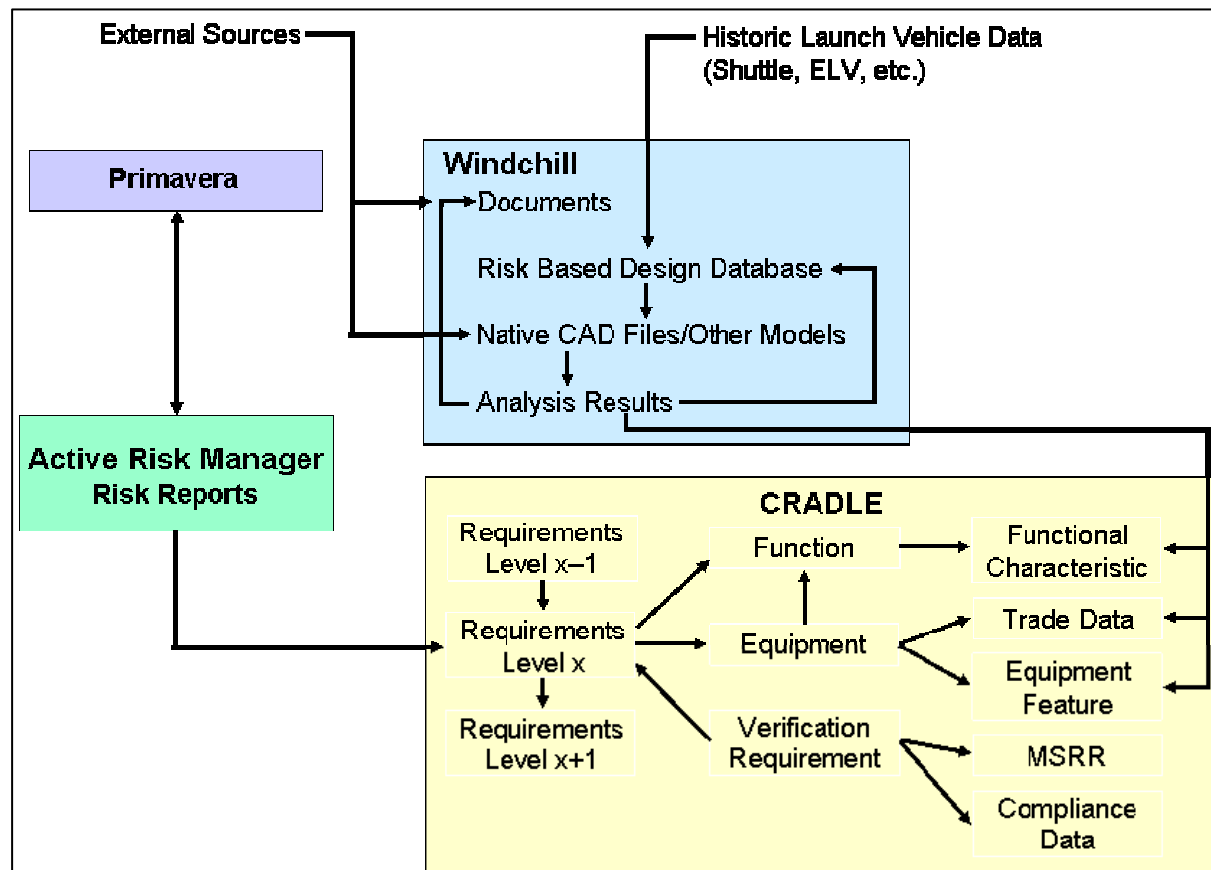 External Sources
Historic Launch Vehicle Data
(Shuttle, ELV, etc.)
Primavera
Windchill
Documents
Risk Based Design Database
Native CAD Files/Other Models
Analysis Results
Active Risk Manager
Risk Reports
CRADLE
Requirements
Level x–1
Function
Functional
Characteristic
Requirements
Level x
Equipment
Trade Data
Equipment
Feature
Requirements
Level x+1
Verification
Requirement
MSRR
Compliance
Data